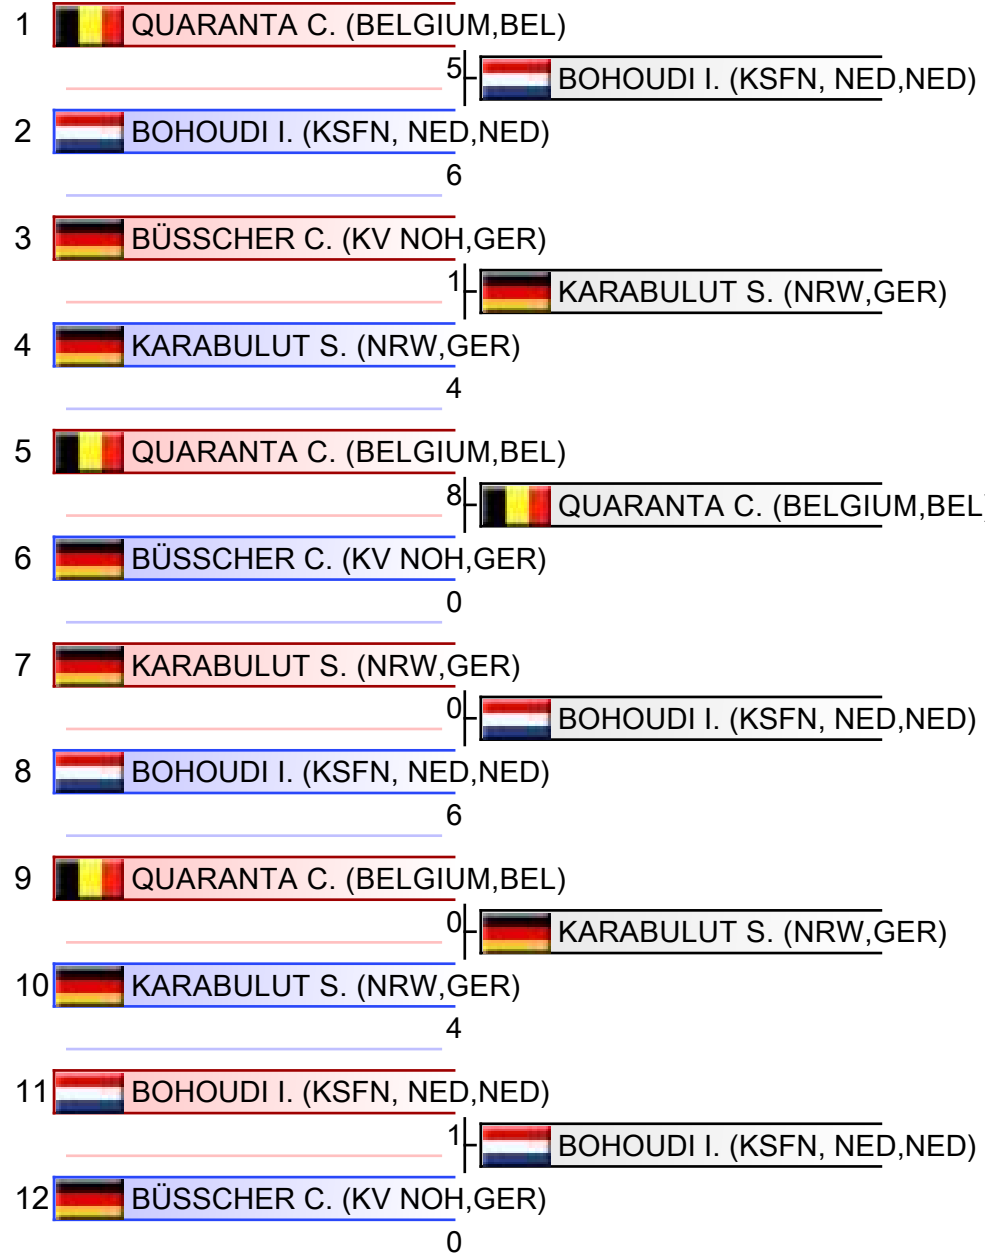 1 QUARANTA C. (BELGIUM,BEL)
5 BOHOUDI I. (KSFN, NED,NED)
2 BOHOUDI I. (KSFN, NED,NED)
6
3 BÜSSCHER C. (KV NOH,GER)
1 KARABULUT S. (NRW,GER)
4 KARABULUT S. (NRW,GER)
4
5 QUARANTA C. (BELGIUM,BEL)
8 QUARANTA C. (BELGIUM,BEL)
6 BÜSSCHER C. (KV NOH,GER)
0
7 KARABULUT S. (NRW,GER)
0 BOHOUDI I. (KSFN, NED,NED)
8 BOHOUDI I. (KSFN, NED,NED)
6
9 QUARANTA C. (BELGIUM,BEL)
0 KARABULUT S. (NRW,GER)
10 KARABULUT S. (NRW,GER)
4
11 BOHOUDI I. (KSFN, NED,NED)
1 BOHOUDI I. (KSFN, NED,NED)
12 BÜSSCHER C. (KV NOH,GER)
0